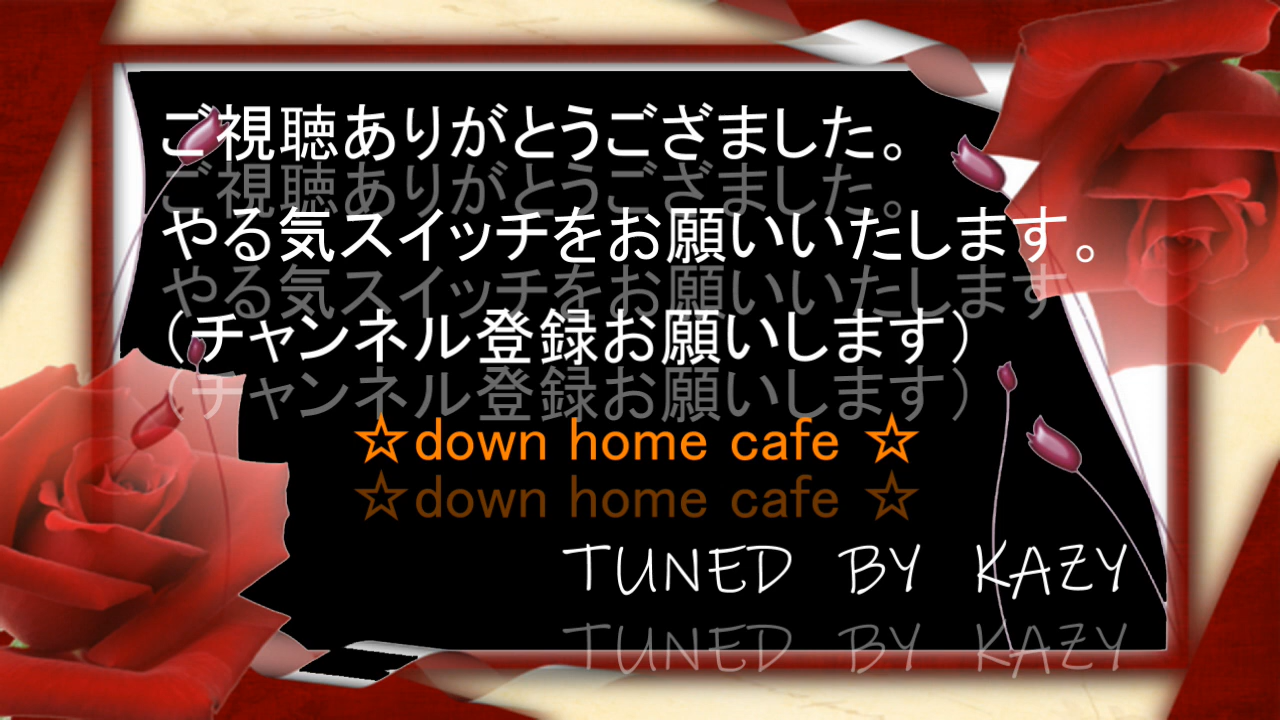 ご視聴ありがとうござました。
やる気スイッチをお願いいたします。
（チャンネル登録お願いします）
☆down home cafe ☆
TUNED BY KAZY